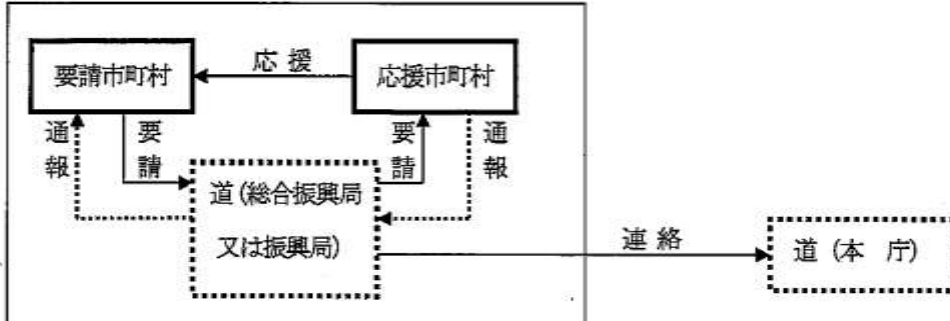 応 援
要請市町村
応援市町村
通報
要請
要請
通報
道（総合振興局
又は振興局）
連 絡
道（本　庁）